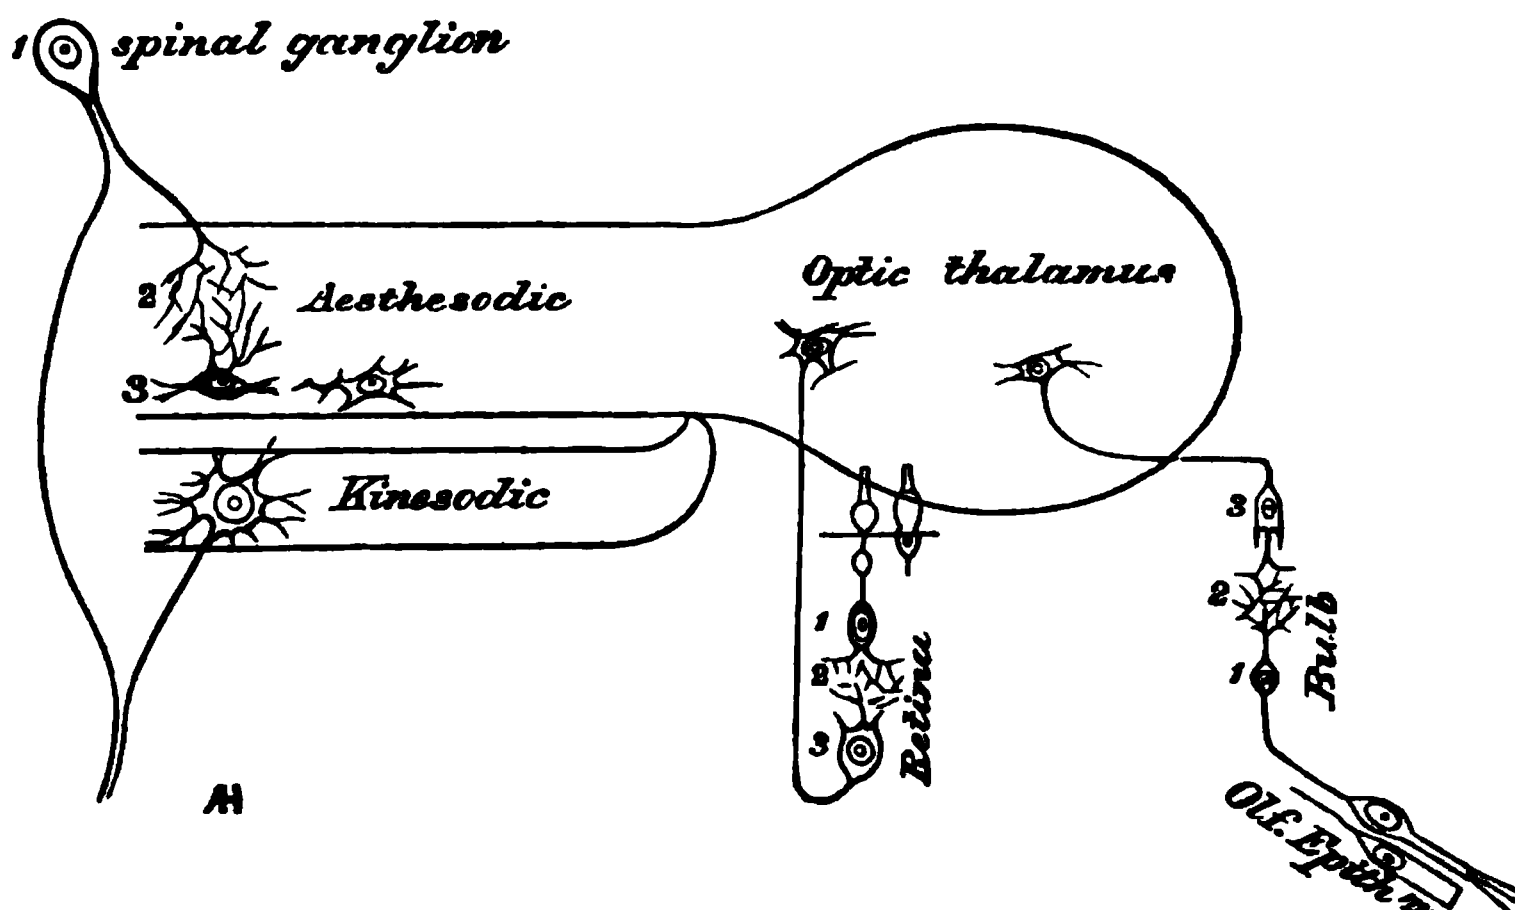 1 spinal ganglion
Optic thalamus
2 Aesthesodic
3
Kinesodic
3
2
1
Bulb
1
2
3
Retina
AH
Olf. Epith